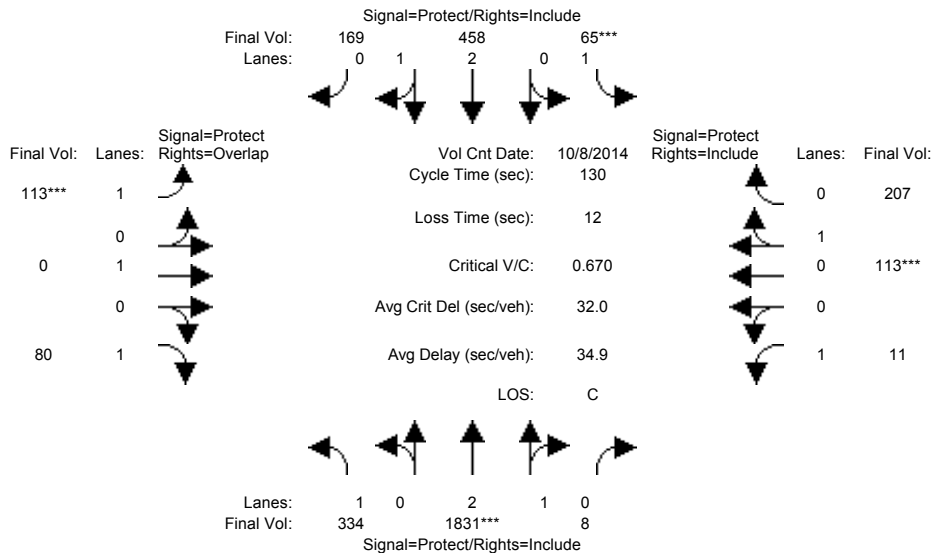 Signal=Protect/Rights=Include
Final Vol: 169 458 65***
Lanes: 0 1 2 0 1
Signal=Protect Signal=Protect
Final Vol: Lanes: Rights=Overlap Vol Cnt Date: 10/8/2014 Rights=Include Lanes: Final Vol:
Cycle Time (sec): 130
113*** 1 0 207
Loss Time (sec): 12
0 1
0 1 Critical V/C: 0.670 0 113***
0 Avg Crit Del (sec/veh): 32.0 0
80 1 Avg Delay (sec/veh): 34.9 1 11
LOS: C
Lanes: 1 0 2 1 0
Final Vol: 334 1831*** 8
Signal=Protect/Rights=Include